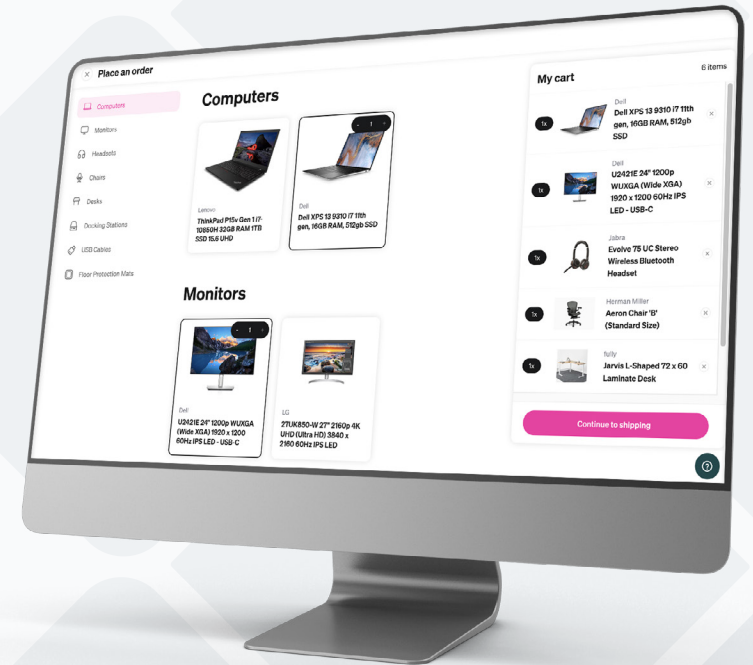 × Place an order
Computers
Monitors
Headsets
Chairs
Desks
Docking Stations
USB Cables
Floor Protection Mats
Computers
Lenovo
ThinkPad P15v Gen 1 i7-
10850H 32GB RAM 1TB
SSD 15.6 UHD
- 1 +
Dell
Dell XPS 13 9310 i7 11th
gen, 16GB RAM, 512gb SSD
Monitors
- 1 +
Dell
U2421E 24" 1200p WUXGA
(Wide XGA) 1920 x 1200
60Hz IPS LED - USB-C
LG
27UK850-W 27" 2160p 4K
UHD (Ultra HD) 3840 x
2160 60Hz IPS LED
My cart
6 items
1x
Dell
Dell XPS 13 9310 i7 11th
gen, 16GB RAM, 512gb
SSD
×
1x
Dell
U2421E 24" 1200p
WUXGA (Wide XGA)
1920 x 1200 60Hz IPS
LED - USB-C
×
1x
Jabra
Evolve 75 UC Stereo
Wireless Bluetooth
Headset
×
1x
Herman Miller
Aeron Chair 'B'
(Standard Size)
×
1x
fully
Jarvis L-Shaped 72 x 60
Laminate Desk
×
Continue to shipping
?